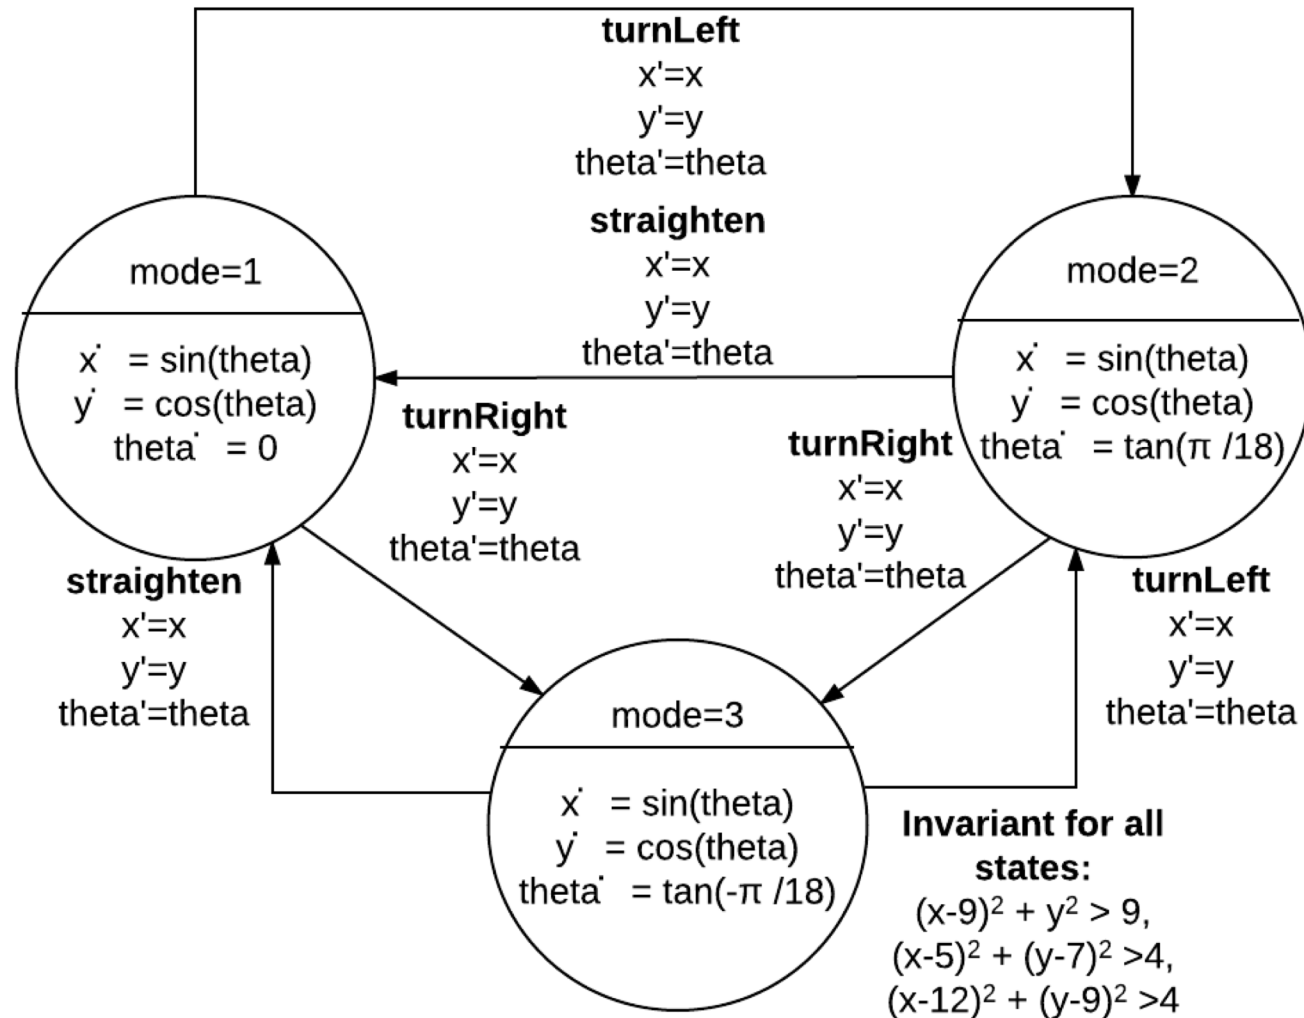 turnLeft
x'=x
y'=y
theta'=theta
straighten
x'=x
y'=y
theta'=theta
mode=1
x˙ = sin(theta)
y˙ = cos(theta)
theta˙ = 0
mode=2
x˙ = sin(theta)
y˙ = cos(theta)
theta˙ = tan(π /18)
turnRight
x'=x
y'=y
theta'=theta
turnRight
x'=x
y'=y
theta'=theta
straighten
x'=x
y'=y
theta'=theta
turnLeft
x'=x
y'=y
theta'=theta
mode=3
x˙ = sin(theta)
y˙ = cos(theta)
theta˙ = tan(-π /18)
Invariant for all
states:
(x-9)² + y² > 9,
(x-5)² + (y-7)² >4,
(x-12)² + (y-9)² >4